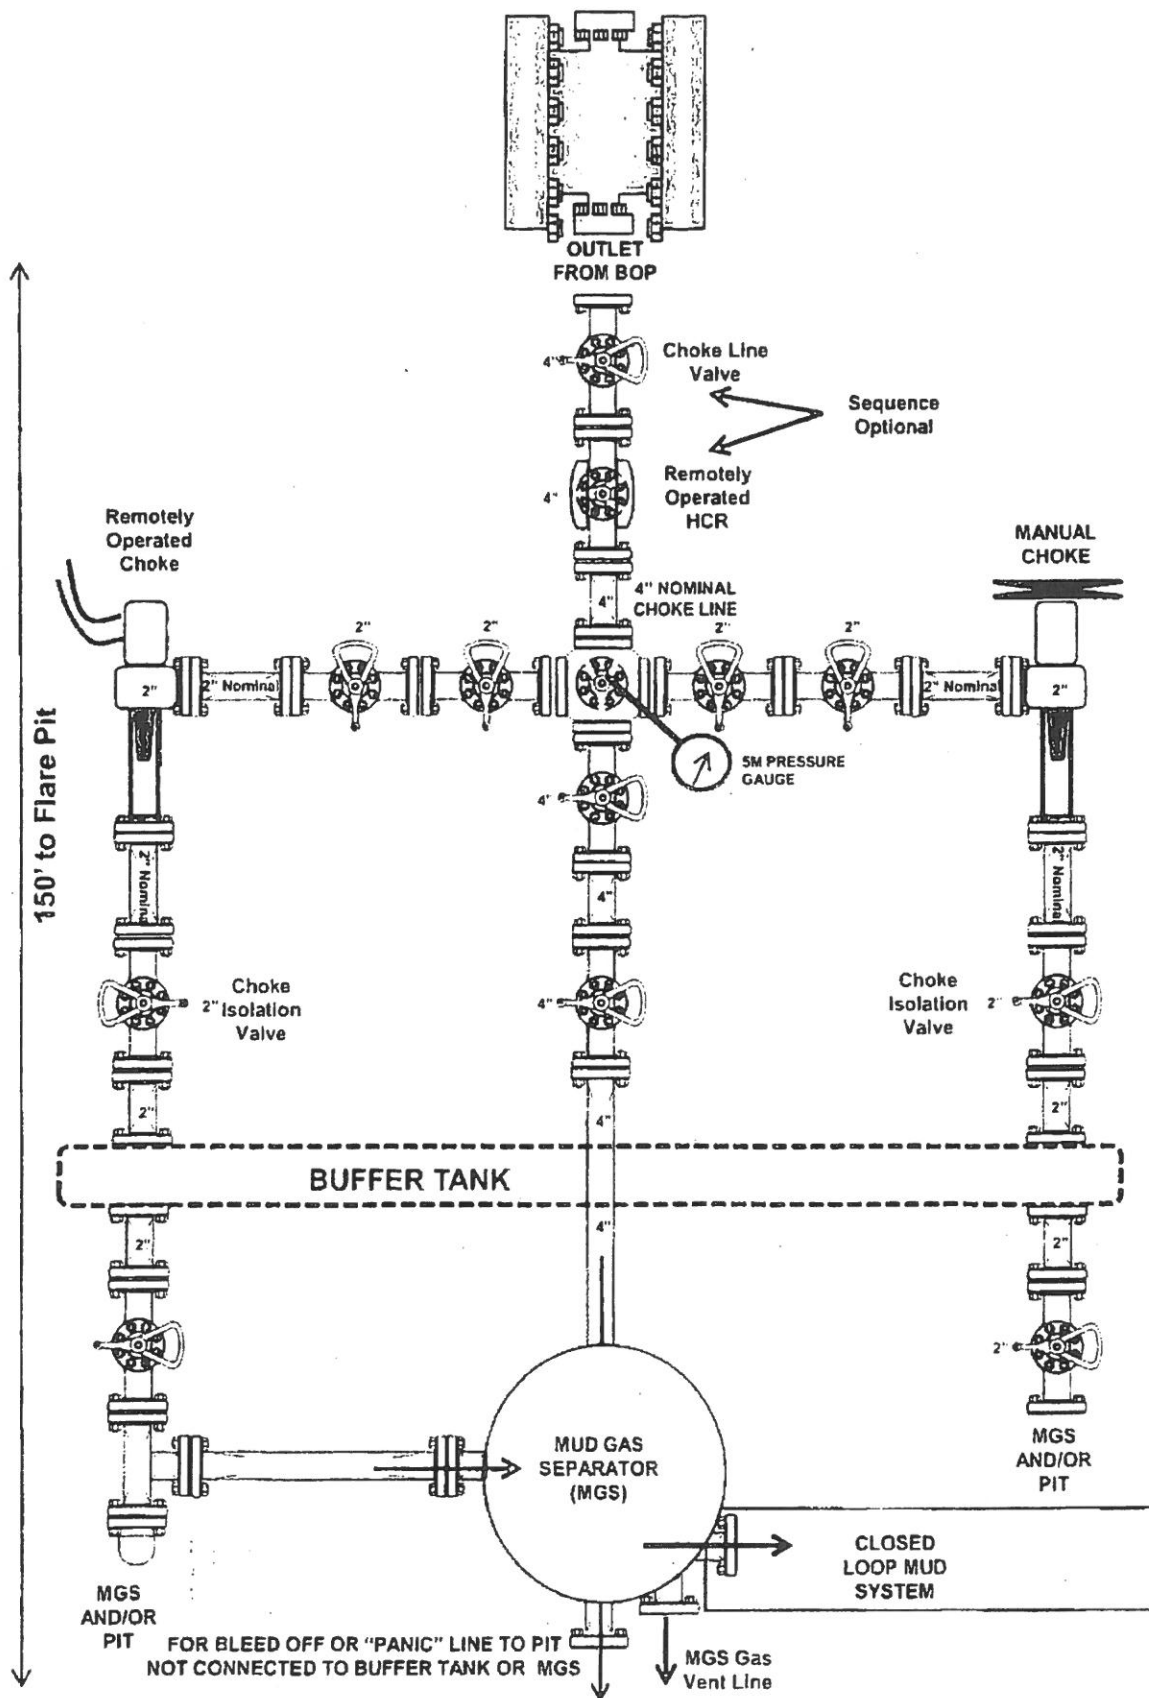 OUTLET
FROM BOP
4"
Choke Line
Valve
Sequence
Optional
4"
Remotely
Operated
HCR
Remotely
Operated
Choke
MANUAL
CHOKE
4"
4" NOMINAL
CHOKE LINE
2"
2"
2"
2"
2"
2" Nominal
2" Nominal
2"
5M PRESSURE
GAUGE
4"
150' to Flare Pit
2" Nominal
4"
2" Nominal
Choke
2" Isolation
Valve
4"
Choke
Isolation
Valve
2"
2"
4"
2"
BUFFER TANK
2"
4"
2"
2"
MUD GAS
SEPARATOR
(MGS)
MGS
AND/OR
PIT
CLOSED
LOOP MUD
SYSTEM
MGS
AND/OR
PIT
FOR BLEED OFF OR "PANIC" LINE TO PIT
NOT CONNECTED TO BUFFER TANK OR MGS
MGS Gas
Vent Line